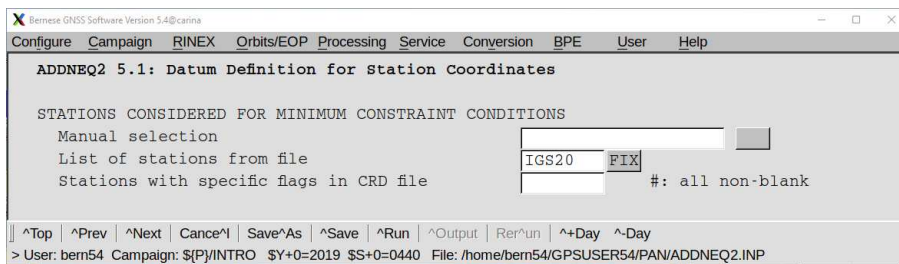 Bernese GNSS Software Version 5.4@carina
Configure Campaign RINEX Orbits/EOP Processing Service Conversion BPE User Help
ADDNEQ2 5.1: Datum Definition for Station Coordinates
STATIONS CONSIDERED FOR MINIMUM CONSTRAINT CONDITIONS
Manual selection
List of stations from file IGS20 FIX
Stations with specific flags in CRD file #: all non-blank
^Top | ^Prev | ^Next | Cance^l | Save^As | ^Save | ^Run | ^Output | Rer^un | ^+Day ^-Day
> User: bern54 Campaign: ${P}/INTRO $Y+0=2019 $S+0=0440 File: /home/bern54/GPSUSER54/PAN/ADDNEQ2.INP